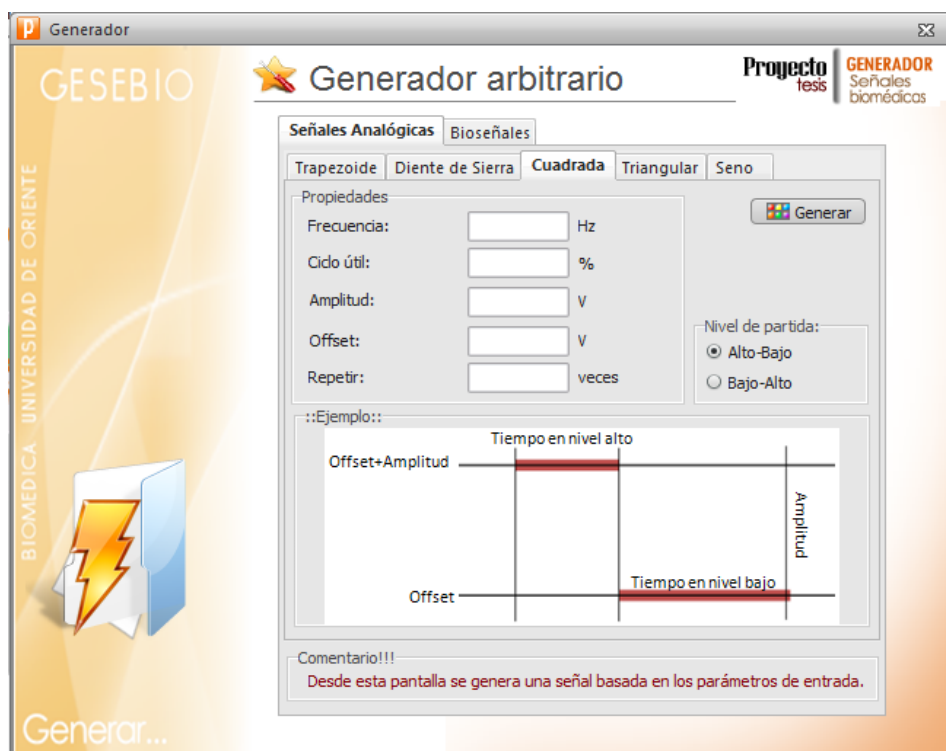 Generador
GESEBIO
Generador arbitrario
Proyecto
tesis
GENERADOR
Señales
biomédicas
BIOMEDICA UNIVERSIDAD DE ORIENTE
Señales Analógicas Bioseñales
Trapezoide Diente de Sierra Cuadrada Triangular Seno
Propiedades
Generar
Frecuencia: Hz
Ciclo útil: %
Amplitud: V
Offset: V
Repetir: veces
Nivel de partida:
Alto-Bajo
Bajo-Alto
::Ejemplo::
Tiempo en nivel alto
Offset+Amplitud
Amplitud
Tiempo en nivel bajo
Offset
Comentario!!!
Desde esta pantalla se genera una señal basada en los parámetros de entrada.
Generar...